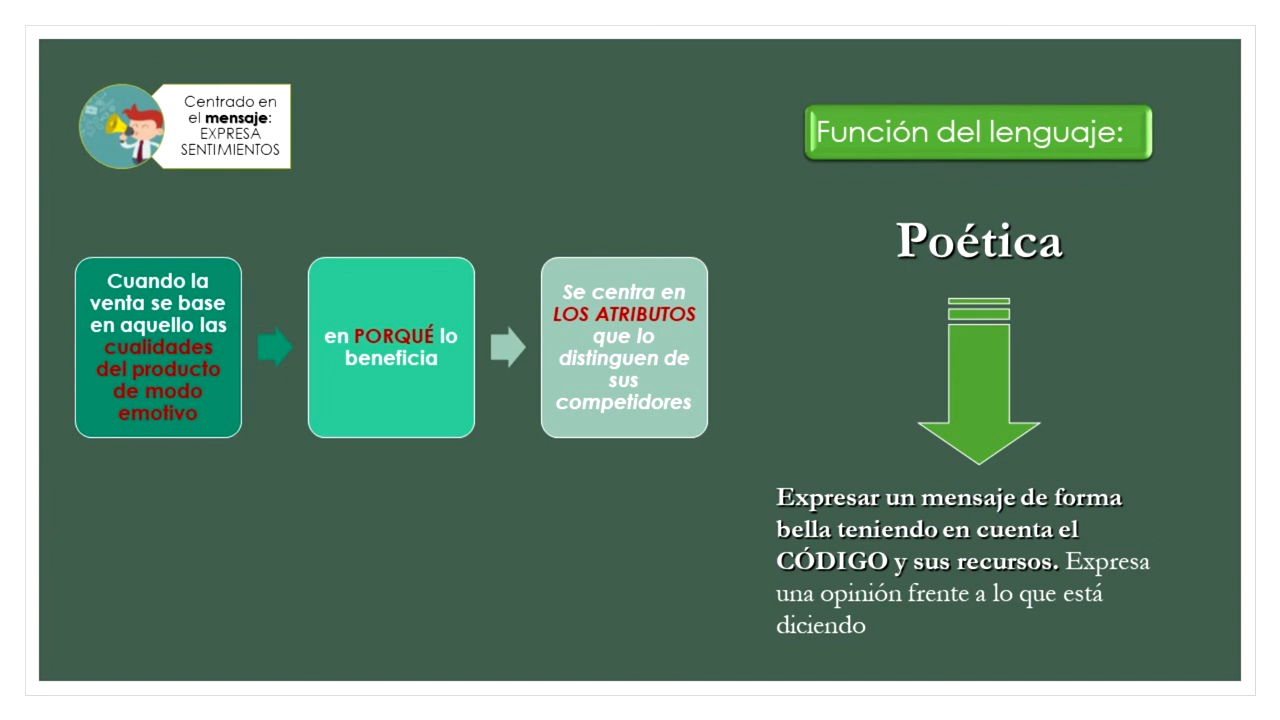 Centrado en
el mensaje:
EXPRESA
SENTIMIENTOS
Función del lenguaje:
Poética
Cuando la
venta se base
en aquello las
cualidades
del producto
de modo
emotivo
en PORQUÉ lo
beneficia
Se centra en
LOS ATRIBUTOS
que lo
distinguen de
sus
competidores
Expresar un mensaje de forma
bella teniendo en cuenta el
CÓDIGO y sus recursos. Expresa
una opinión frente a lo que está
diciendo